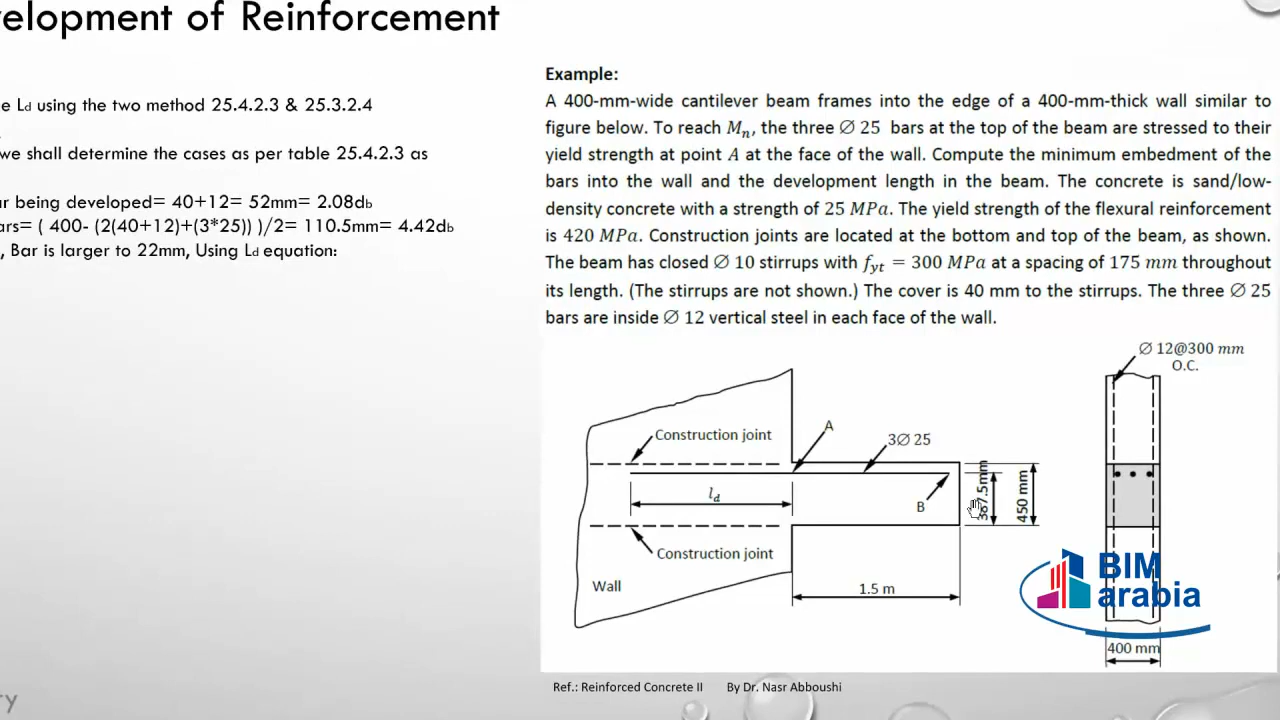 velopment of Reinforcement
e Ld using the two method 25.4.2.3 & 25.3.2.4
we shall determine the cases as per table 25.4.2.3 as
ar being developed= 40+12= 52mm= 2.08db
ars= ( 400- (2(40+12)+(3*25)) )/2= 110.5mm= 4.42db
, Bar is larger to 22mm, Using Ld equation:
Example:
A 400-mm-wide cantilever beam frames into the edge of a 400-mm-thick wall similar to
figure below. To reach Mn, the three ∅ 25 bars at the top of the beam are stressed to their
yield strength at point A at the face of the wall. Compute the minimum embedment of the
bars into the wall and the development length in the beam. The concrete is sand/low-
density concrete with a strength of 25 MPa. The yield strength of the flexural reinforcement
is 420 MPa. Construction joints are located at the bottom and top of the beam, as shown.
The beam has closed ∅ 10 stirrups with fyt = 300 MPa at a spacing of 175 mm throughout
its length. (The stirrups are not shown.) The cover is 40 mm to the stirrups. The three ∅ 25
bars are inside ∅ 12 vertical steel in each face of the wall.
∅ 12@300 mm
O.C.
Construction joint
A
3∅ 25
ld
B
367.5mm
450 mm
Construction joint
Wall
1.5 m
BIM
arabia
400 mm
Ref.: Reinforced Concrete II By Dr. Nasr Abboushi
ry